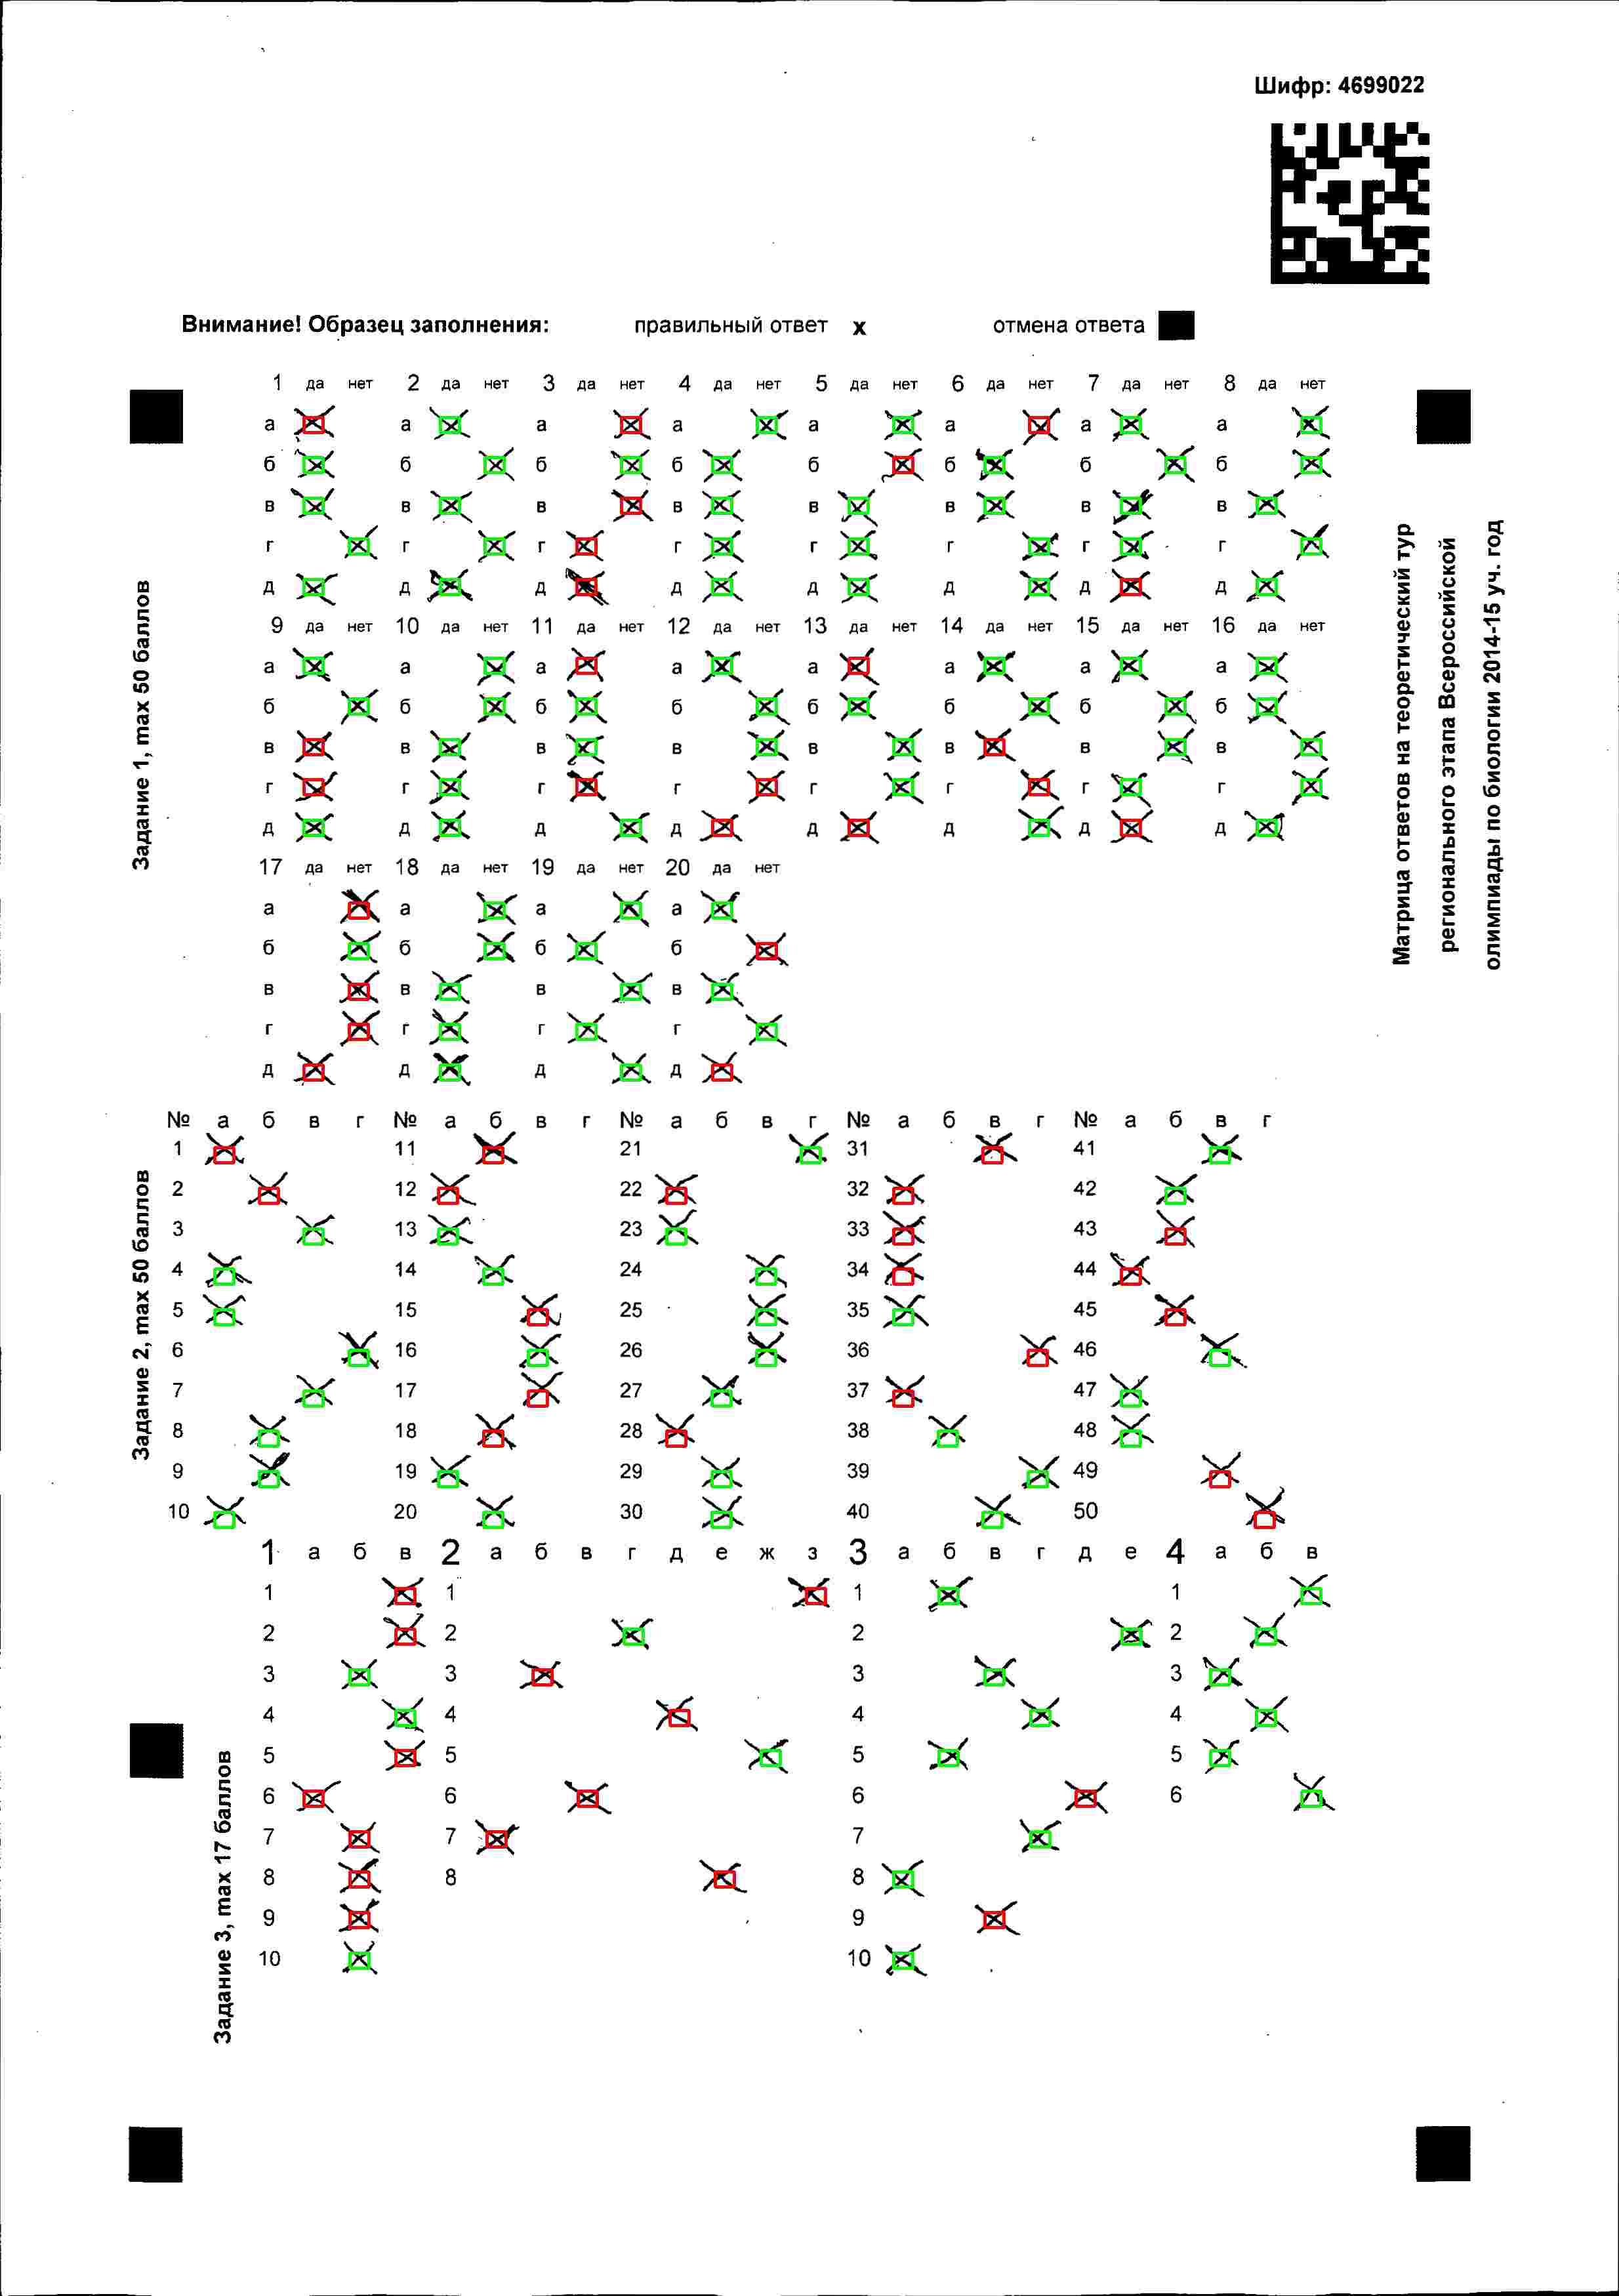 Шифр: 4699022
Внимание! Образец заполнения: правильный ответ х отмена ответа
1 да нет 2 да нет 3 да нет 4 да нет 5 да нет 6 да нет 7 да нет 8 да нет
а а а а а а а а
б б б б б б б б
в в в в в в в в
г г г г г г г г
д д д д д д д д
9 да нет 10 да нет 11 да нет 12 да нет 13 да нет 14 да нет 15 да нет 16 да нет
а а а а а а а а
б б б б б б б б
в в в в в в в в
г г г г г г г г
д д д д д д д д
17 да нет 18 да нет 19 да нет 20 да нет
а а а а
б б б б
в в в в
г г г г
д д д д
Задание 1, max 50 баллов
Матрица ответов на теоретический тур
регионального этапа Всероссийской
олимпиады по биологии 2014-15 уч. год
№ а б в г № а б в г № а б в г № а б в г № а б в г
1 11 21 31 41
2 12 22 32 42
3 13 23 33 43
4 14 24 34 44
5 15 25 35 45
6 16 26 36 46
7 17 27 37 47
8 18 28 38 48
9 19 29 39 49
10 20 30 40 50
Задание 2, max 50 баллов
1 а б в 2 а б в г д е ж з 3 а б в г д е 4 а б в
1 1 1 1
2 2 2 2
3 3 3 3
4 4 4 4
5 5 5 5
6 6 6 6
7 7 7
8 8 8
9 9
10 10
Задание 3, max 17 баллов